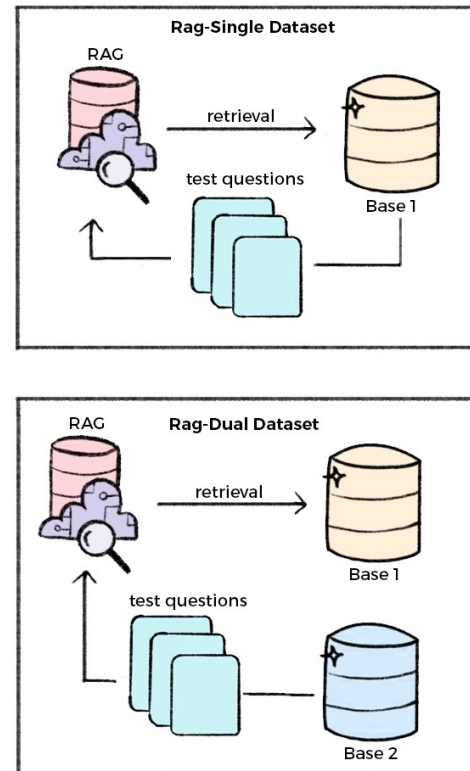 Rag-Single Dataset
RAG
retrieval
test questions
Base 1
Rag-Dual Dataset
RAG
retrieval
Base 1
test questions
Base 2